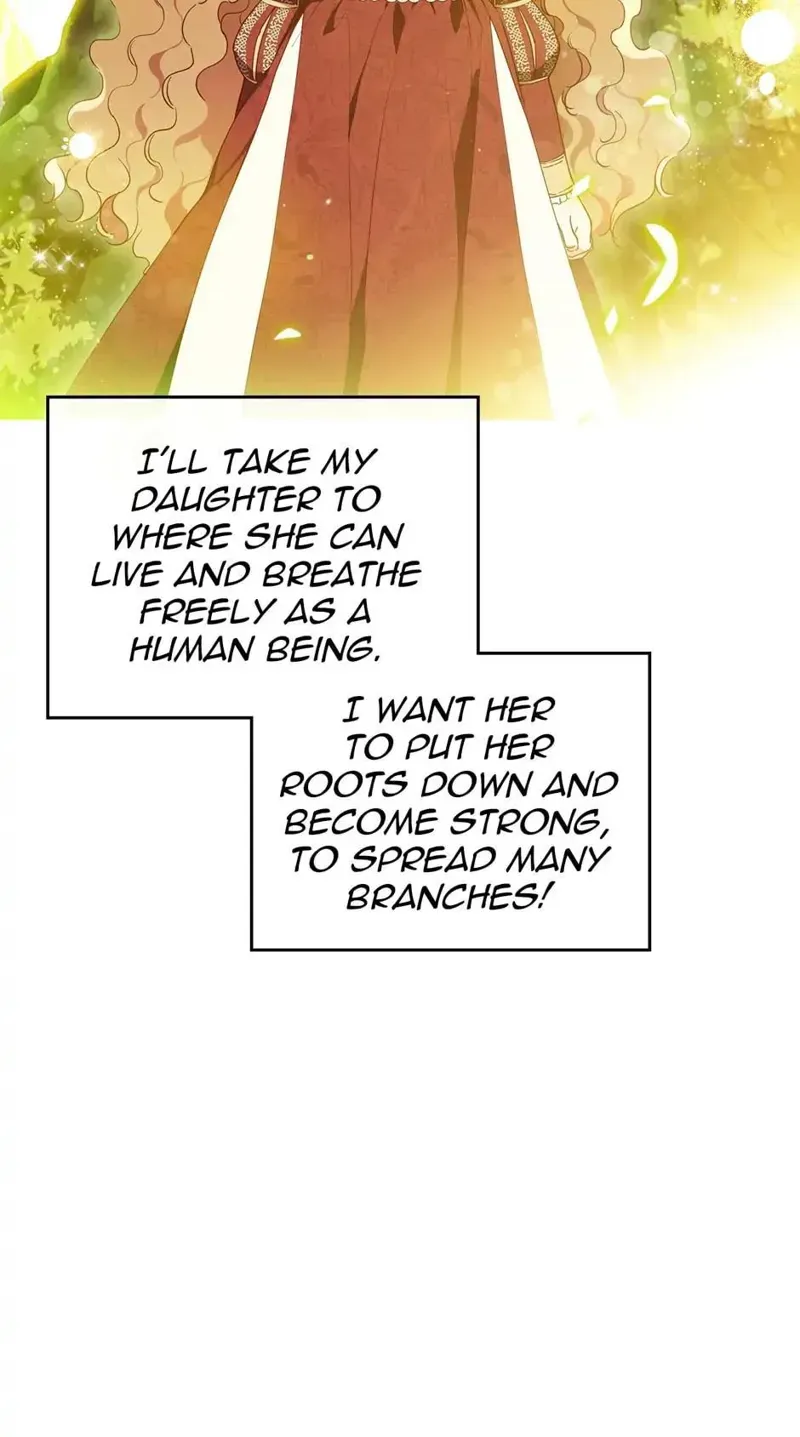 I'LL TAKE MY
DAUGHTER TO
WHERE SHE CAN
LIVE AND BREATHE
FREELY AS A
HUMAN BEING.
I WANT HER
TO PUT HER
ROOTS DOWN AND
BECOME STRONG,
TO SPREAD MANY
BRANCHES!